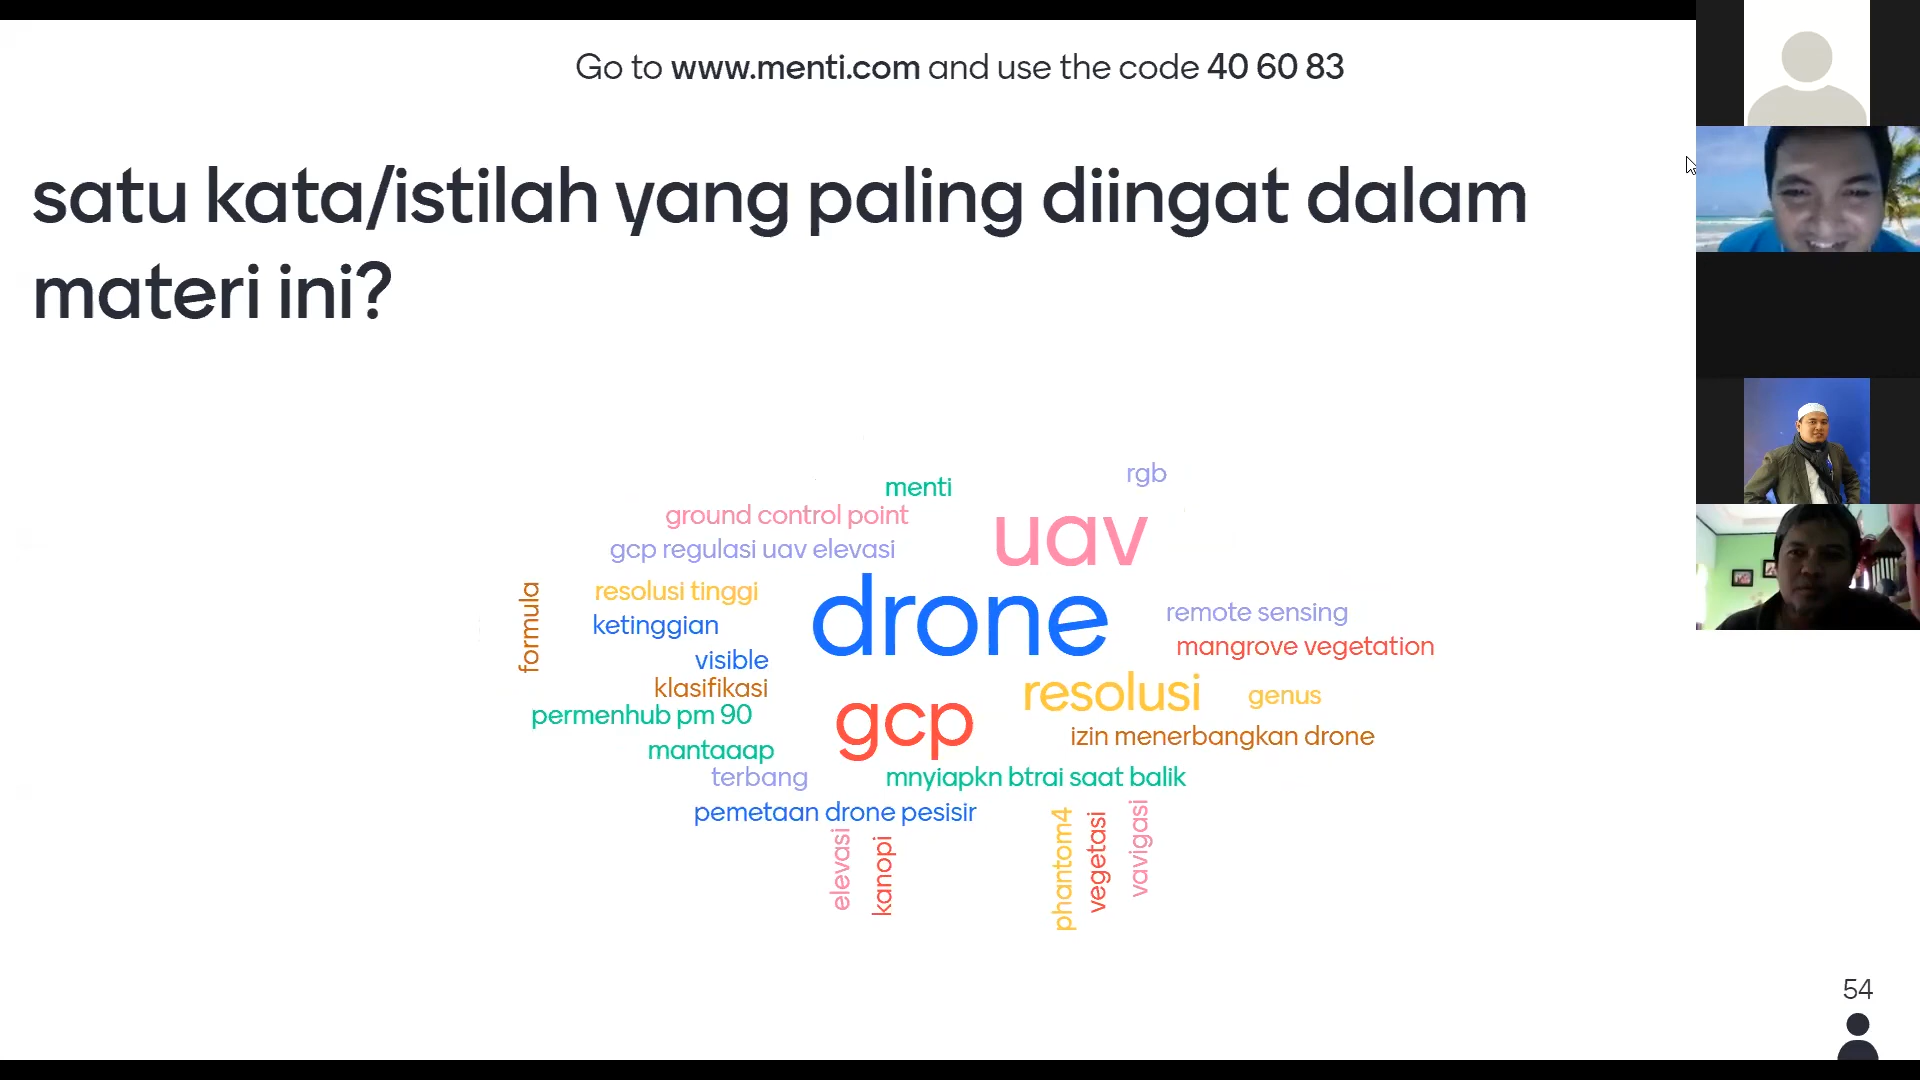 Go to www.menti.com and use the code 40 60 83
satu kata/istilah yang paling diingat dalam
materi ini?
rgb
menti
ground control point
uav
gcp regulasi uav elevasi
formula
resolusi tinggi
drone
remote sensing
ketinggian
mangrove vegetation
visible
klasifikasi
resolusi
genus
permenhub pm 90
gcp
izin menerbangkan drone
mantaaap
terbang
mnyiapkn btrai saat balik
pemetaan drone pesisir
elevasi
kanopi
phantom4
vegetasi
vavigasi
54